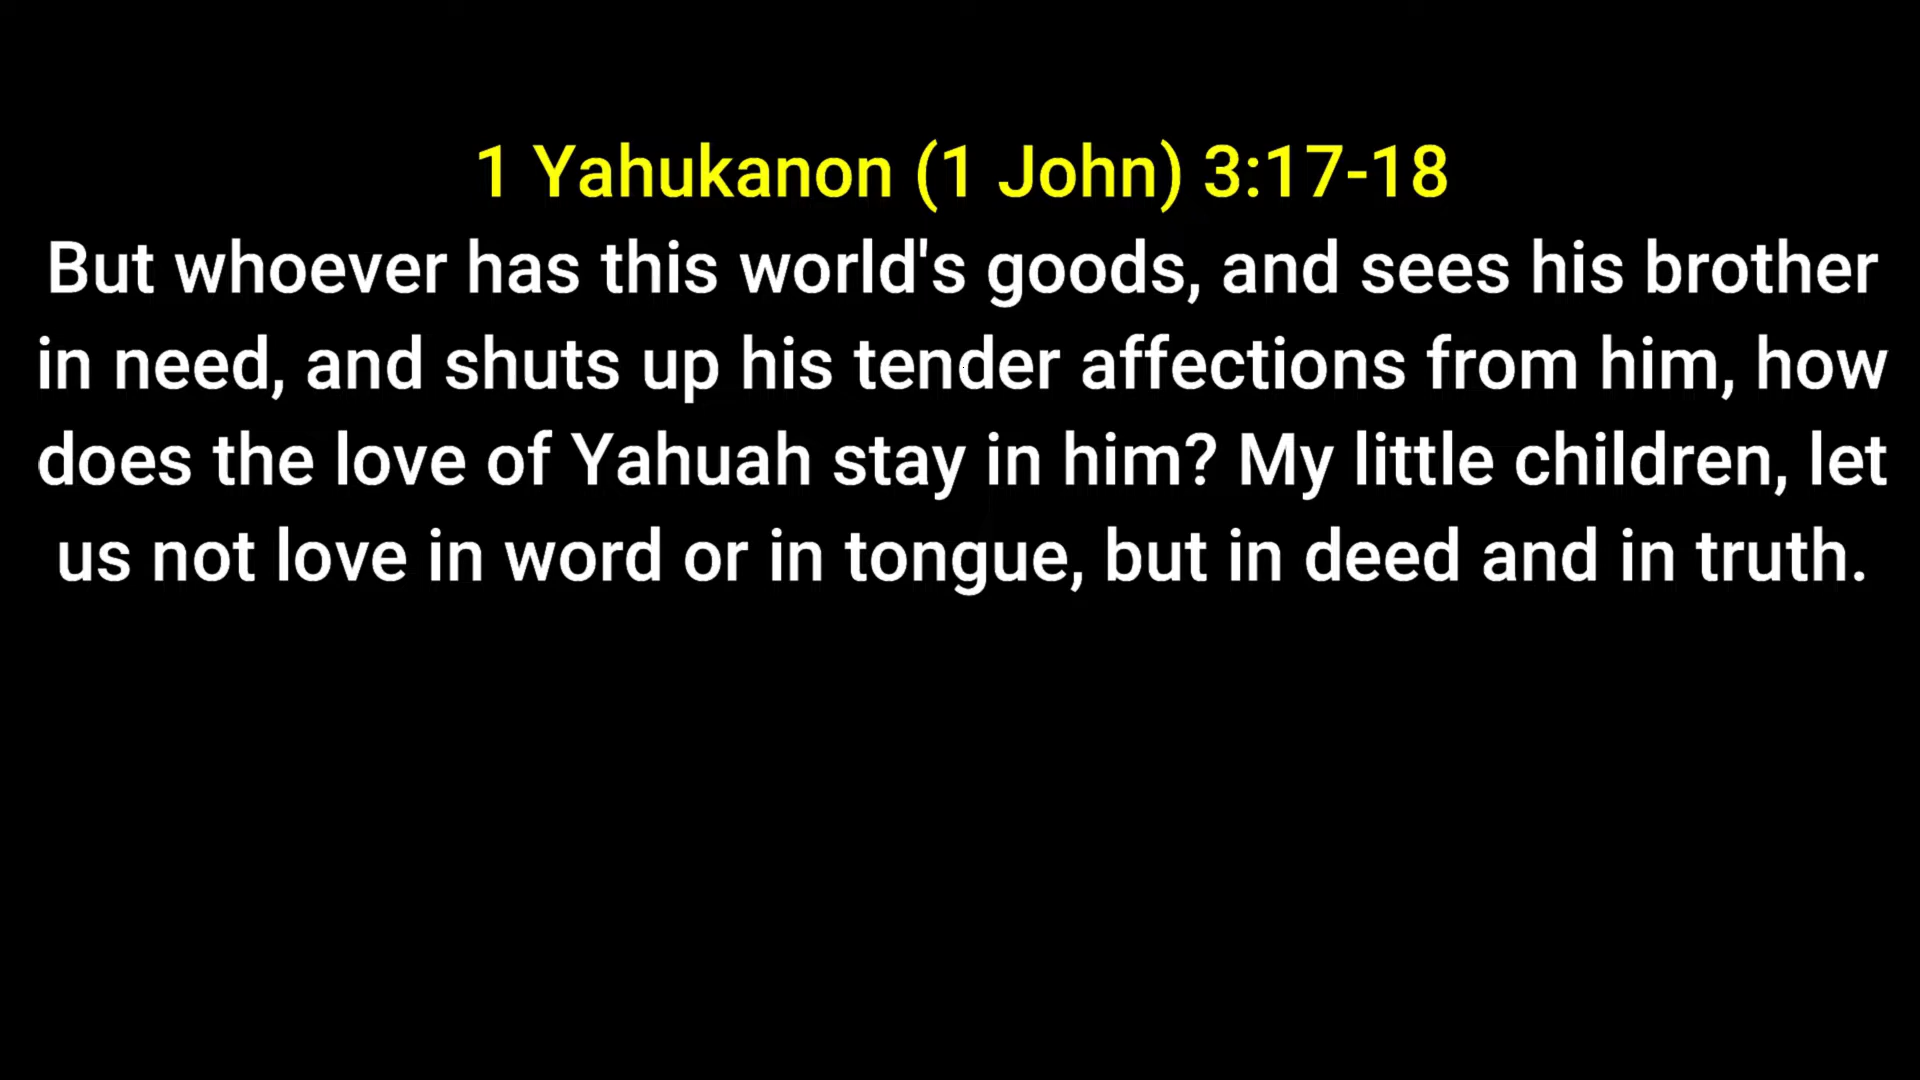 1 Yahukanon (1 John) 3:17-18
But whoever has this world's goods, and sees his brother
in need, and shuts up his tender affections from him, how
does the love of Yahuah stay in him? My little children, let
us not love in word or in tongue, but in deed and in truth.